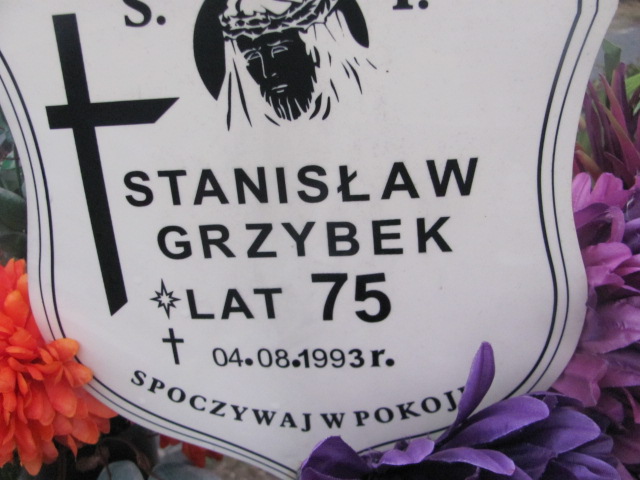 S. P.
STANISŁAW
GRZYBEK
LAT 75
04.08.1993 r.
SPOCZYWAJ W POKOJU